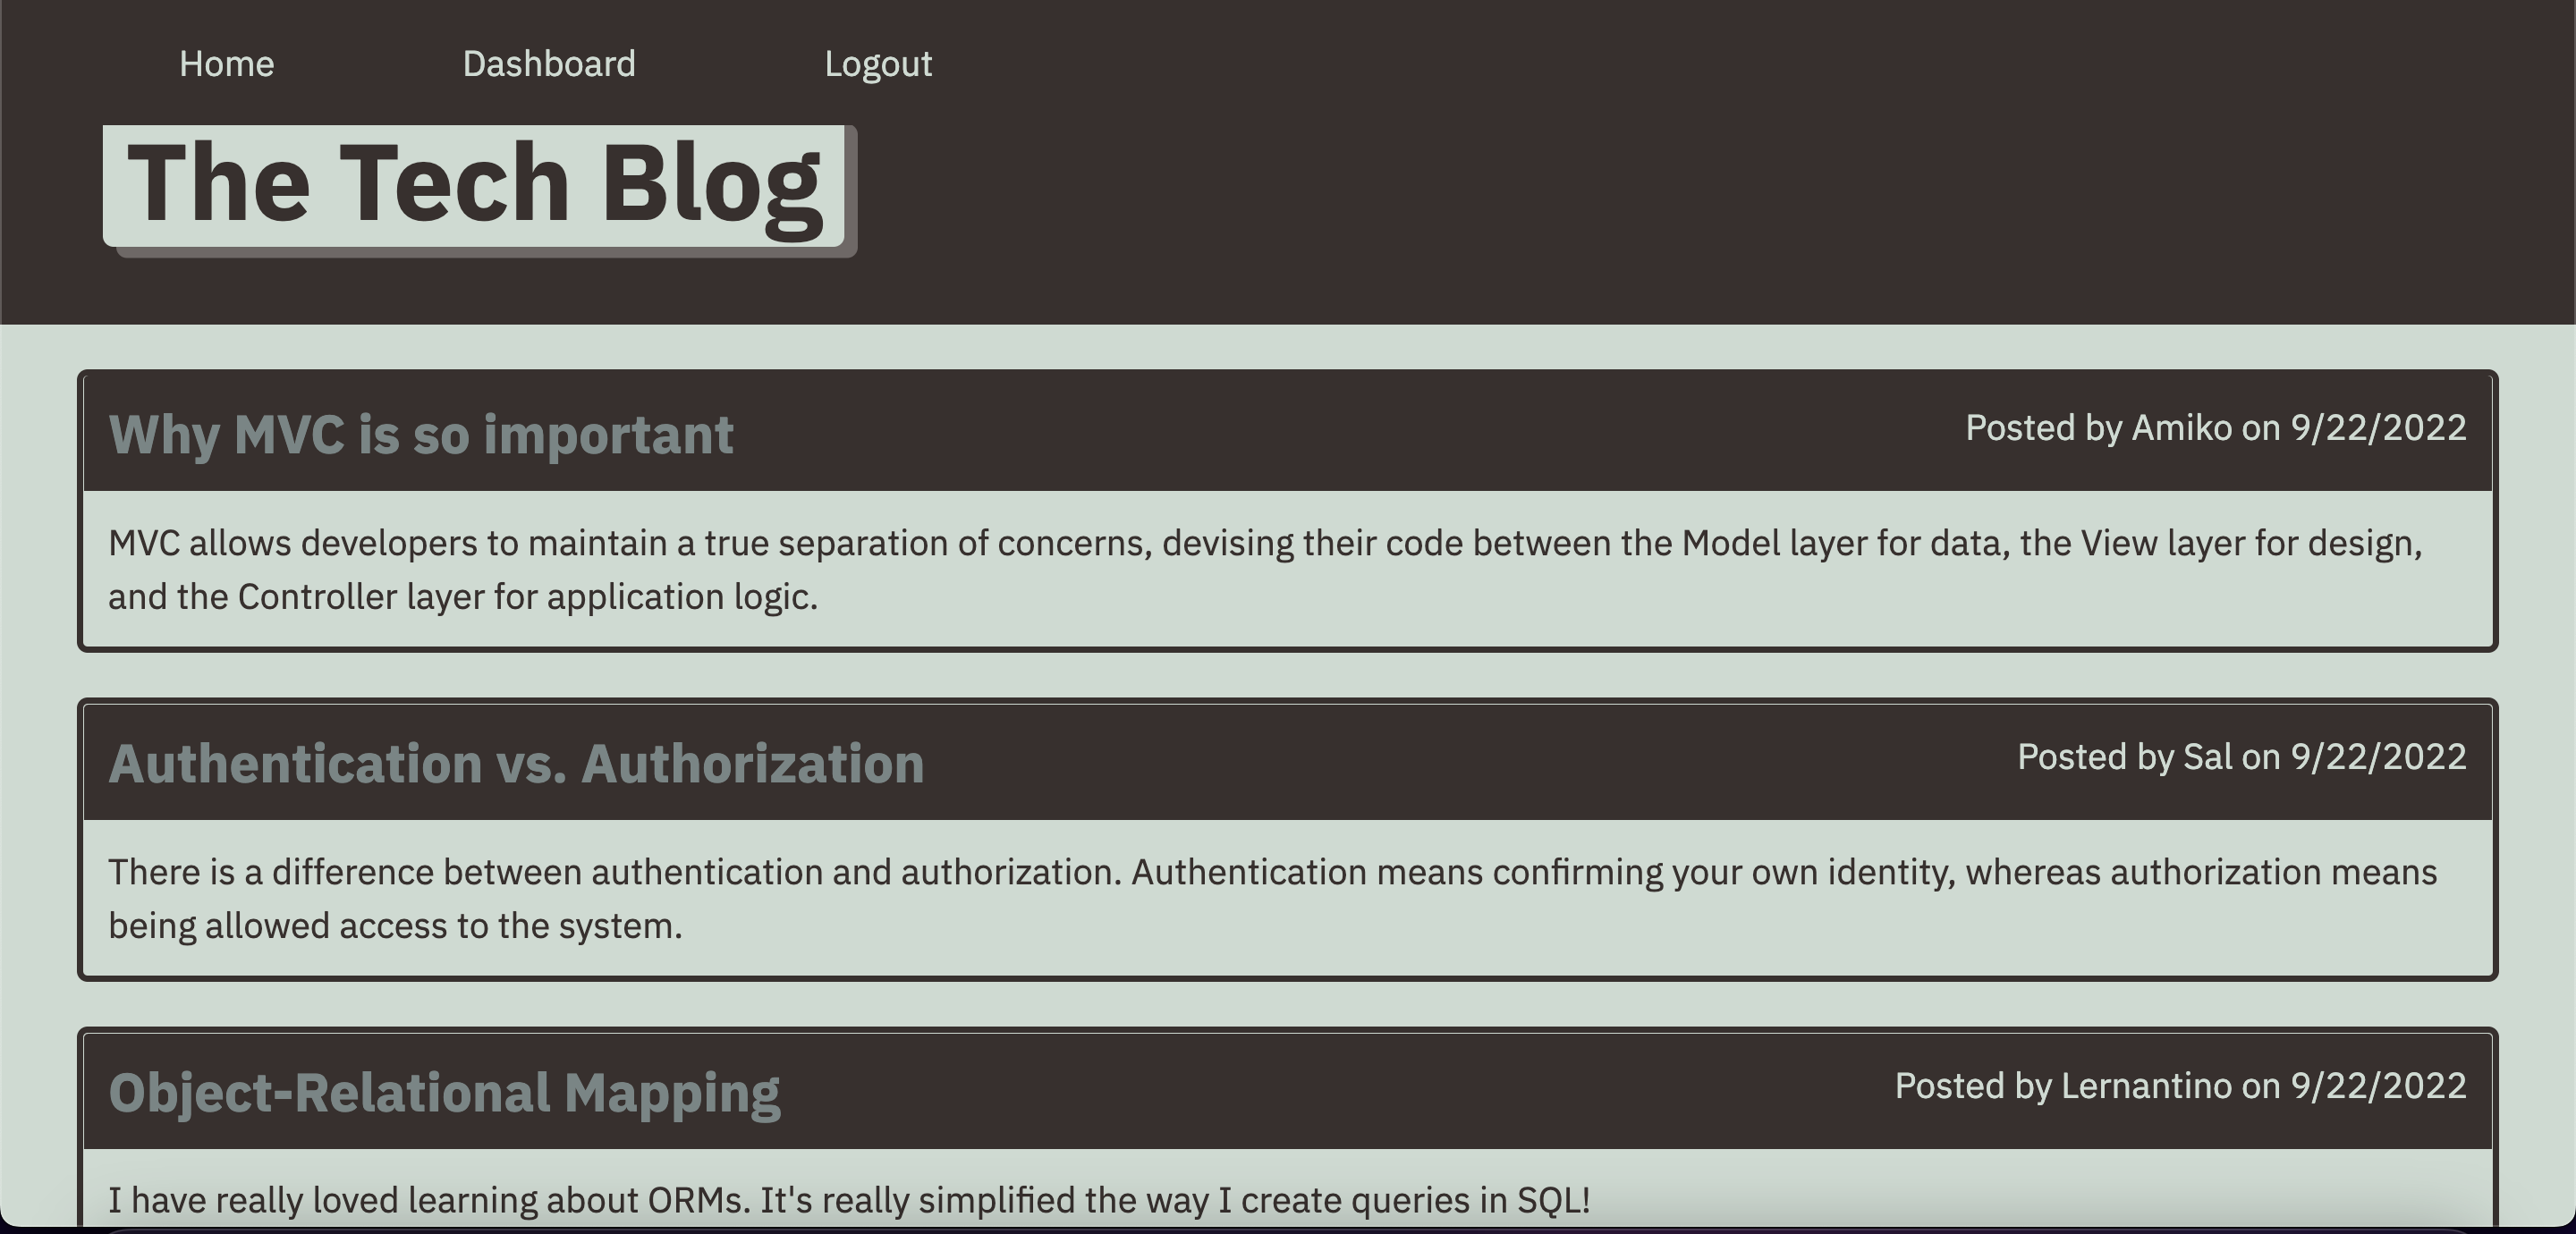 Home Dashboard Logout
The Tech Blog
Why MVC is so important
Posted by Amiko on 9/22/2022
MVC allows developers to maintain a true separation of concerns, devising their code between the Model layer for data, the View layer for design,
and the Controller layer for application logic.
Authentication vs. Authorization
Posted by Sal on 9/22/2022
There is a difference between authentication and authorization. Authentication means confirming your own identity, whereas authorization means
being allowed access to the system.
Object-Relational Mapping
Posted by Lernantino on 9/22/2022
I have really loved learning about ORMs. It's really simplified the way I create queries in SQL!